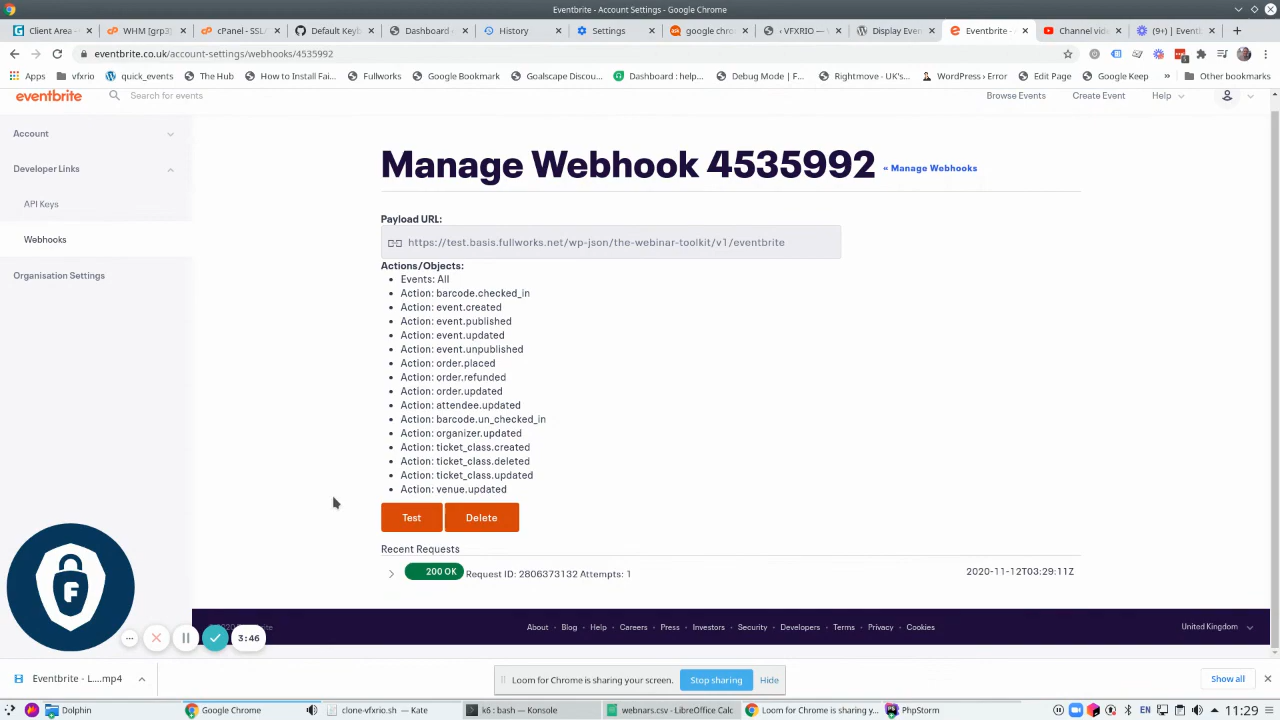 Eventbrite - Account Settings - Google Chrome
Client Area - WHM [grp3] cPanel - Sh Default Keyb Dashboard History Settings google chro ‹ VFXRIO — Display Even Eventbrite - Channel vide (9+) | Eventb
eventbrite.co.uk/account-settings/webhooks/4535992
Apps vfxrio quick_events The Hub How to Install Fai... Fullworks Google Bookmark Goalscape Dashboard : help... Debug Mode | F... Rightmove - UK's... WordPress › Error Edit Page Google Keep » Other bookmarks
eventbrite Search for events Browse Events Create Event Help
Account
Developer Links
API Keys
Webhooks
Organisation Settings
Manage Webhook 4535992 « Manage Webhooks
Payload URL:
https://test.basis.fullworks.net/wp-json/the-webinar-toolkit/v1/eventbrite
Actions/Objects:
• Events: All
• Action: barcode.checked_in
• Action: event.created
• Action: event.published
• Action: event.updated
• Action: event.unpublished
• Action: order.placed
• Action: order.refunded
• Action: order.updated
• Action: attendee.updated
• Action: barcode.un_checked_in
• Action: organizer.updated
• Action: ticket_class.created
• Action: ticket_class.deleted
• Action: ticket_class.updated
• Action: venue.updated
Test Delete
Recent Requests
200 OK Request ID: 2806373132 Attempts: 1 2020-11-12T03:29:11Z
F
About Blog Help Careers Press Investors Security Developers Terms Privacy Cookies United Kingdom
3:46
Eventbrite - L....mp4 Loom for Chrome is sharing your screen. Stop sharing Hide Show all
Dolphin Google Chrome clone-vfxrio.sh — Kate k6 : bash — Konsole webnars.csv - LibreOffice Calc Loom for Chrome is sharing y... PhpStorm 11:29